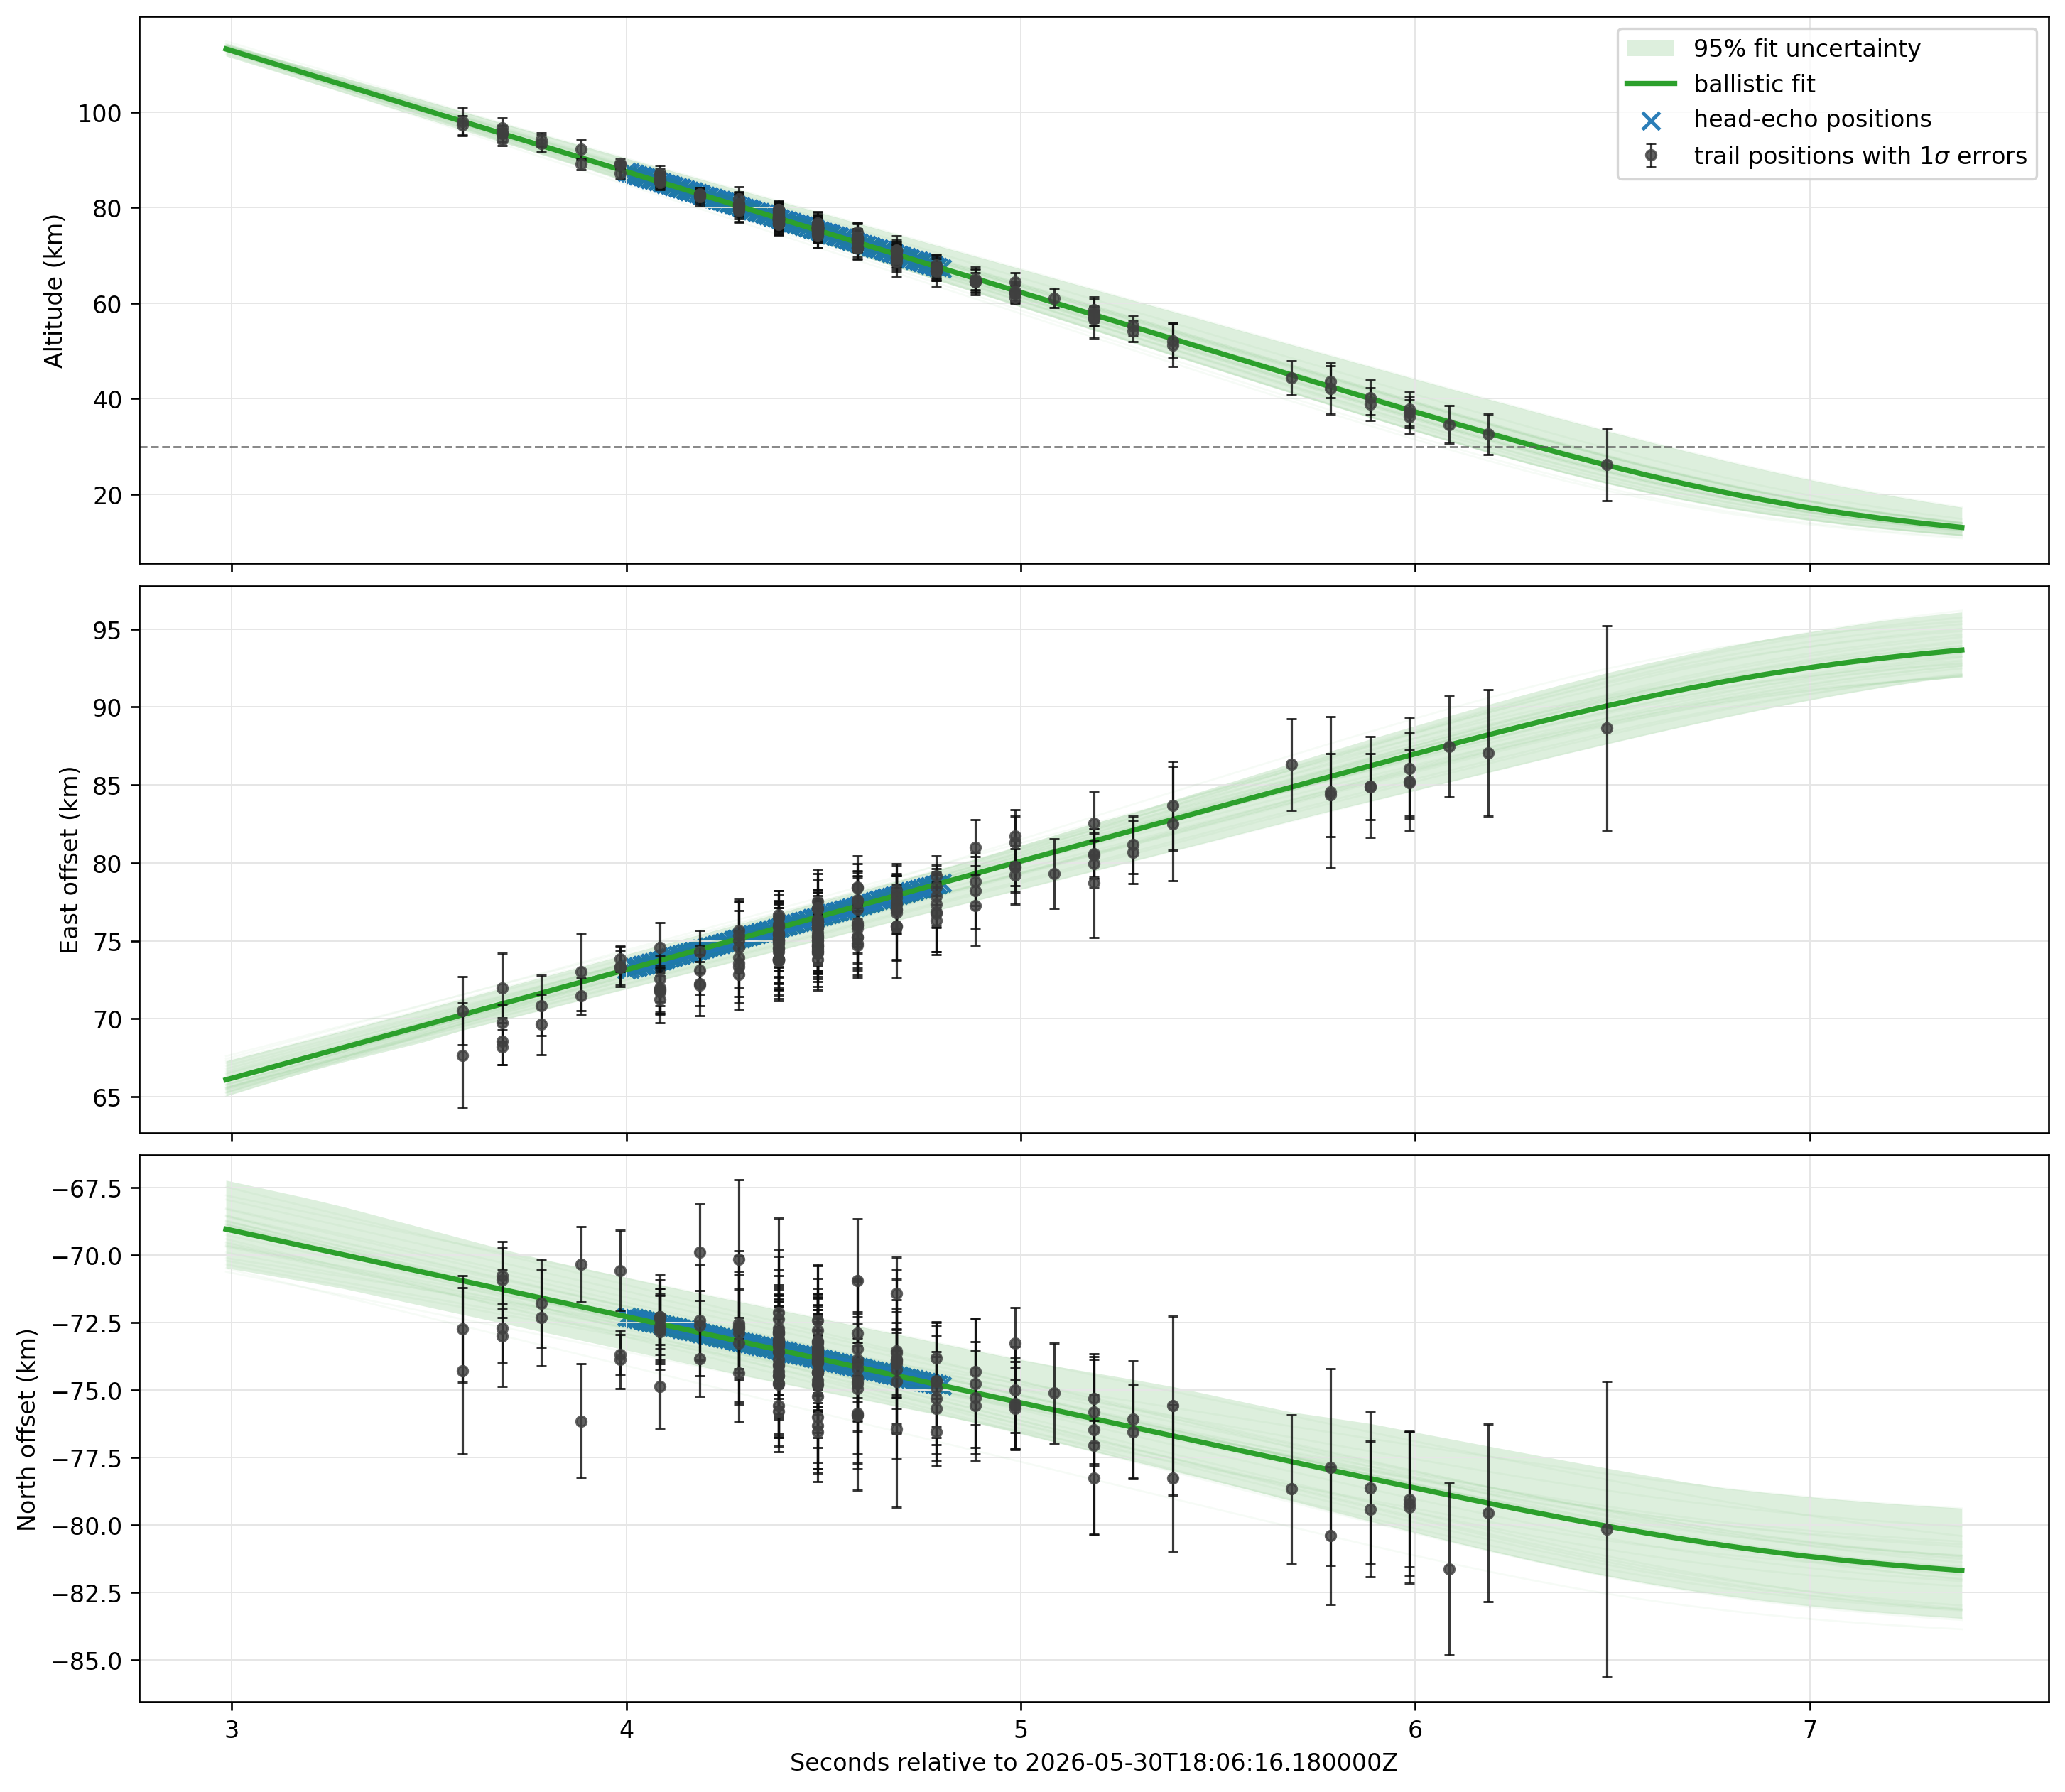 95% fit uncertainty
ballistic fit
head-echo positions
trail positions with 1σ errors
Altitude (km)
100
80
60
40
20
East offset (km)
95
90
85
80
75
70
65
North offset (km)
−67.5
−70.0
−72.5
−75.0
−77.5
−80.0
−82.5
−85.0
3 4 5 6 7
Seconds relative to 2026-05-30T18:06:16.180000Z